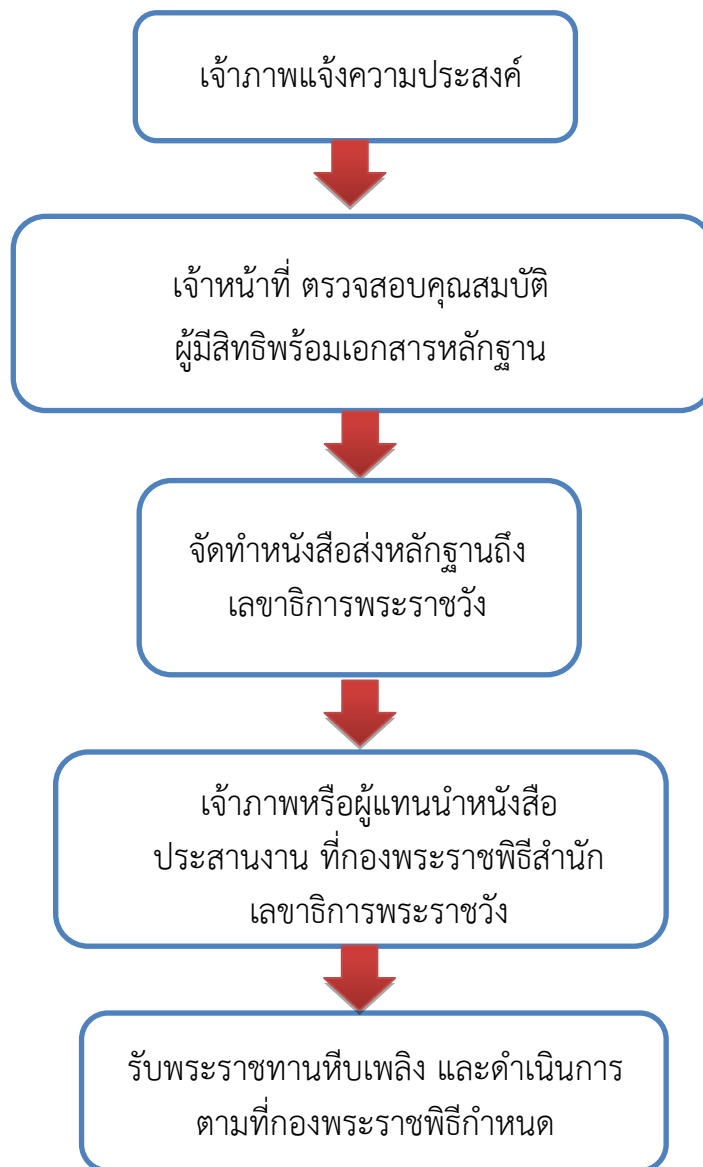 เจ้าภาพแจ้งความประสงค์
เจ้าหน้าที่ ตรวจสอบคุณสมบัติ
ผู้มีสิทธิพร้อมเอกสารหลักฐาน
จัดทำหนังสือส่งหลักฐานถึง
เลขาธิการพระราชวัง
เจ้าภาพหรือผู้แทนนำหนังสือ
ประสานงาน ที่กองพระราชพิธีสำนัก
เลขาธิการพระราชวัง
รับพระราชทานหีบเพลิง และดำเนินการ
ตามที่กองพระราชพิธีกำหนด